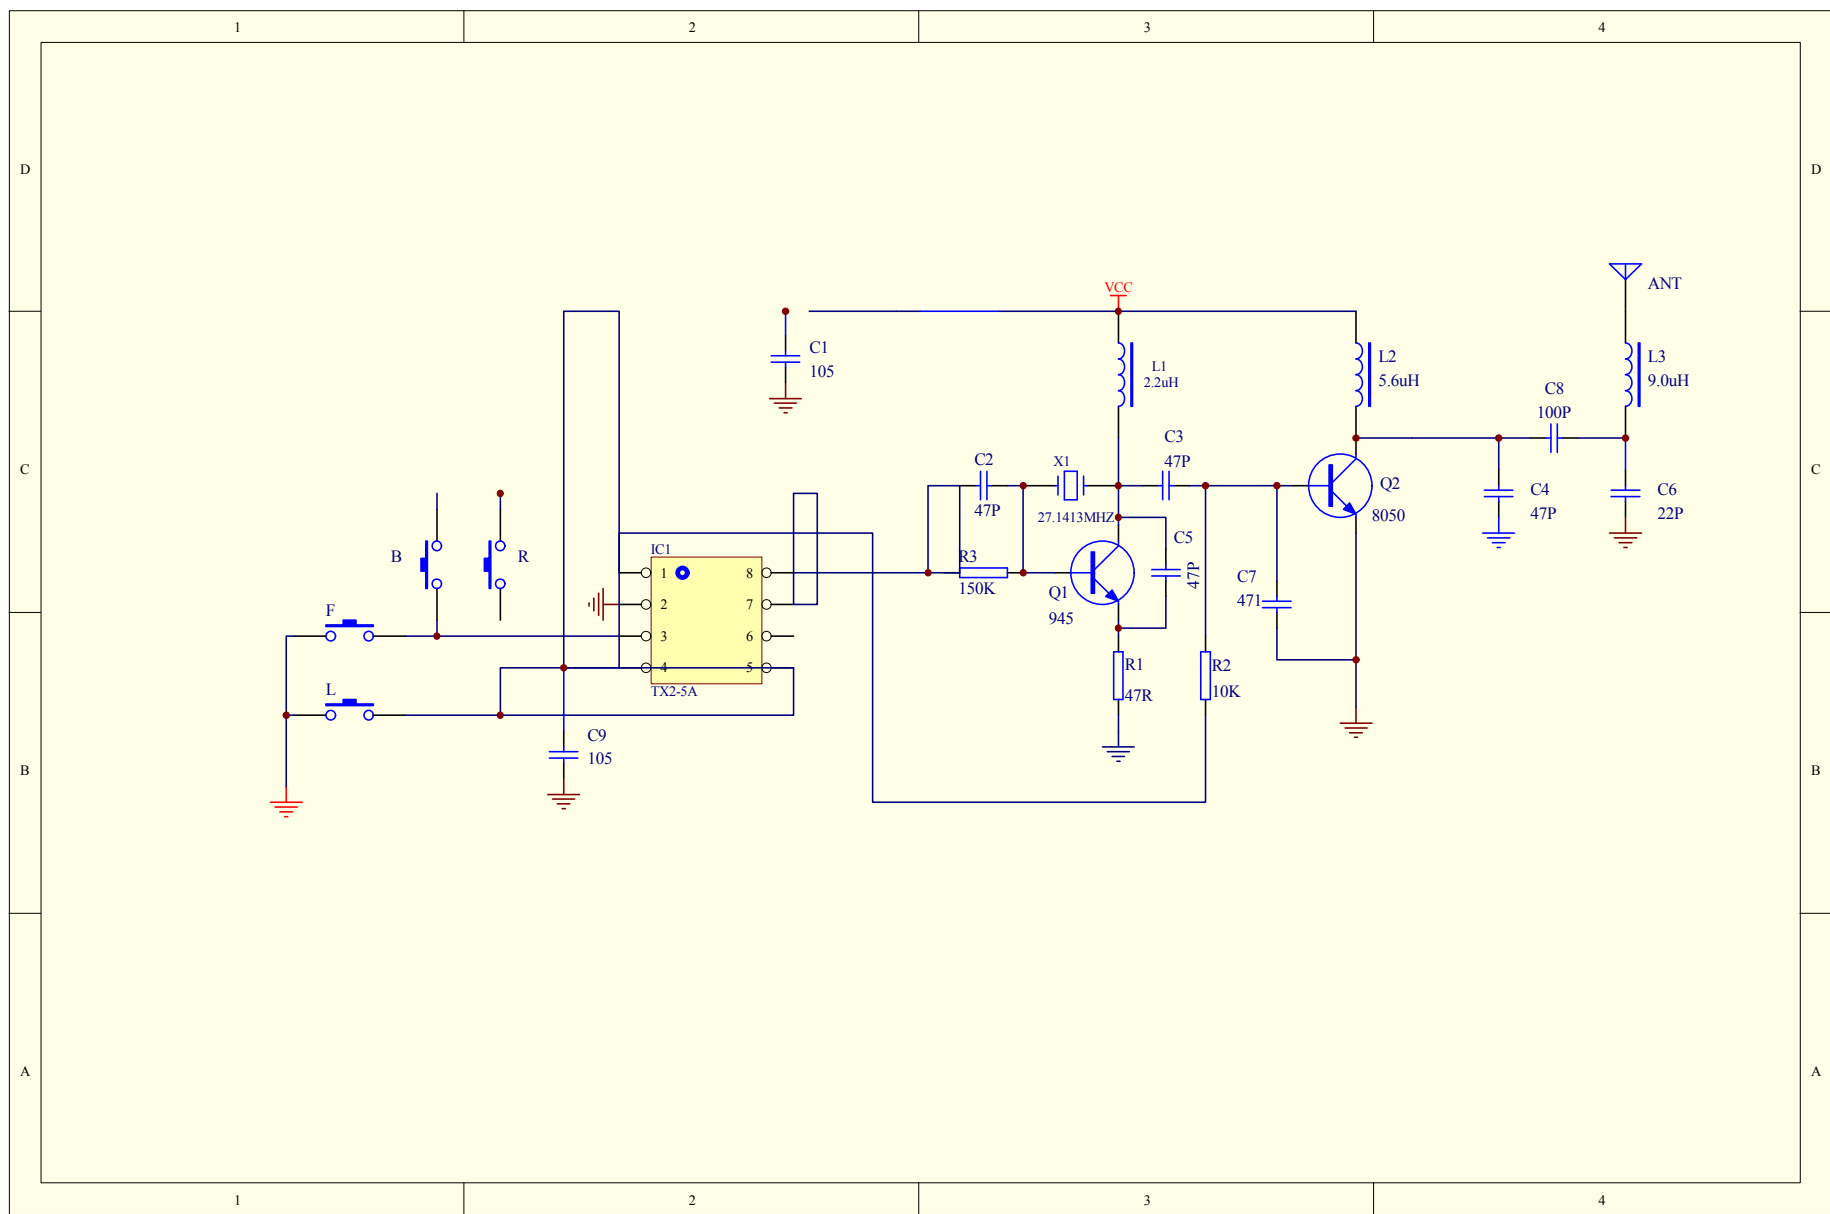 1 2 3 4
D D
VCC
ANT
C1
105
L1
2.2uH
L2
5.6uH
L3
9.0uH
C8
100P
C3
47P
C2
47P
X1
27.1413MHZ
C C
Q2
8050
C4
47P
C6
22P
C5
47P
B
R
IC1
1 8
2 7
3 6
4 5
TX2-5A
R3
150K
Q1
945
C7
471
F
L
R1
47R
R2
10K
C9
105
B B
A A
1 2 3 4